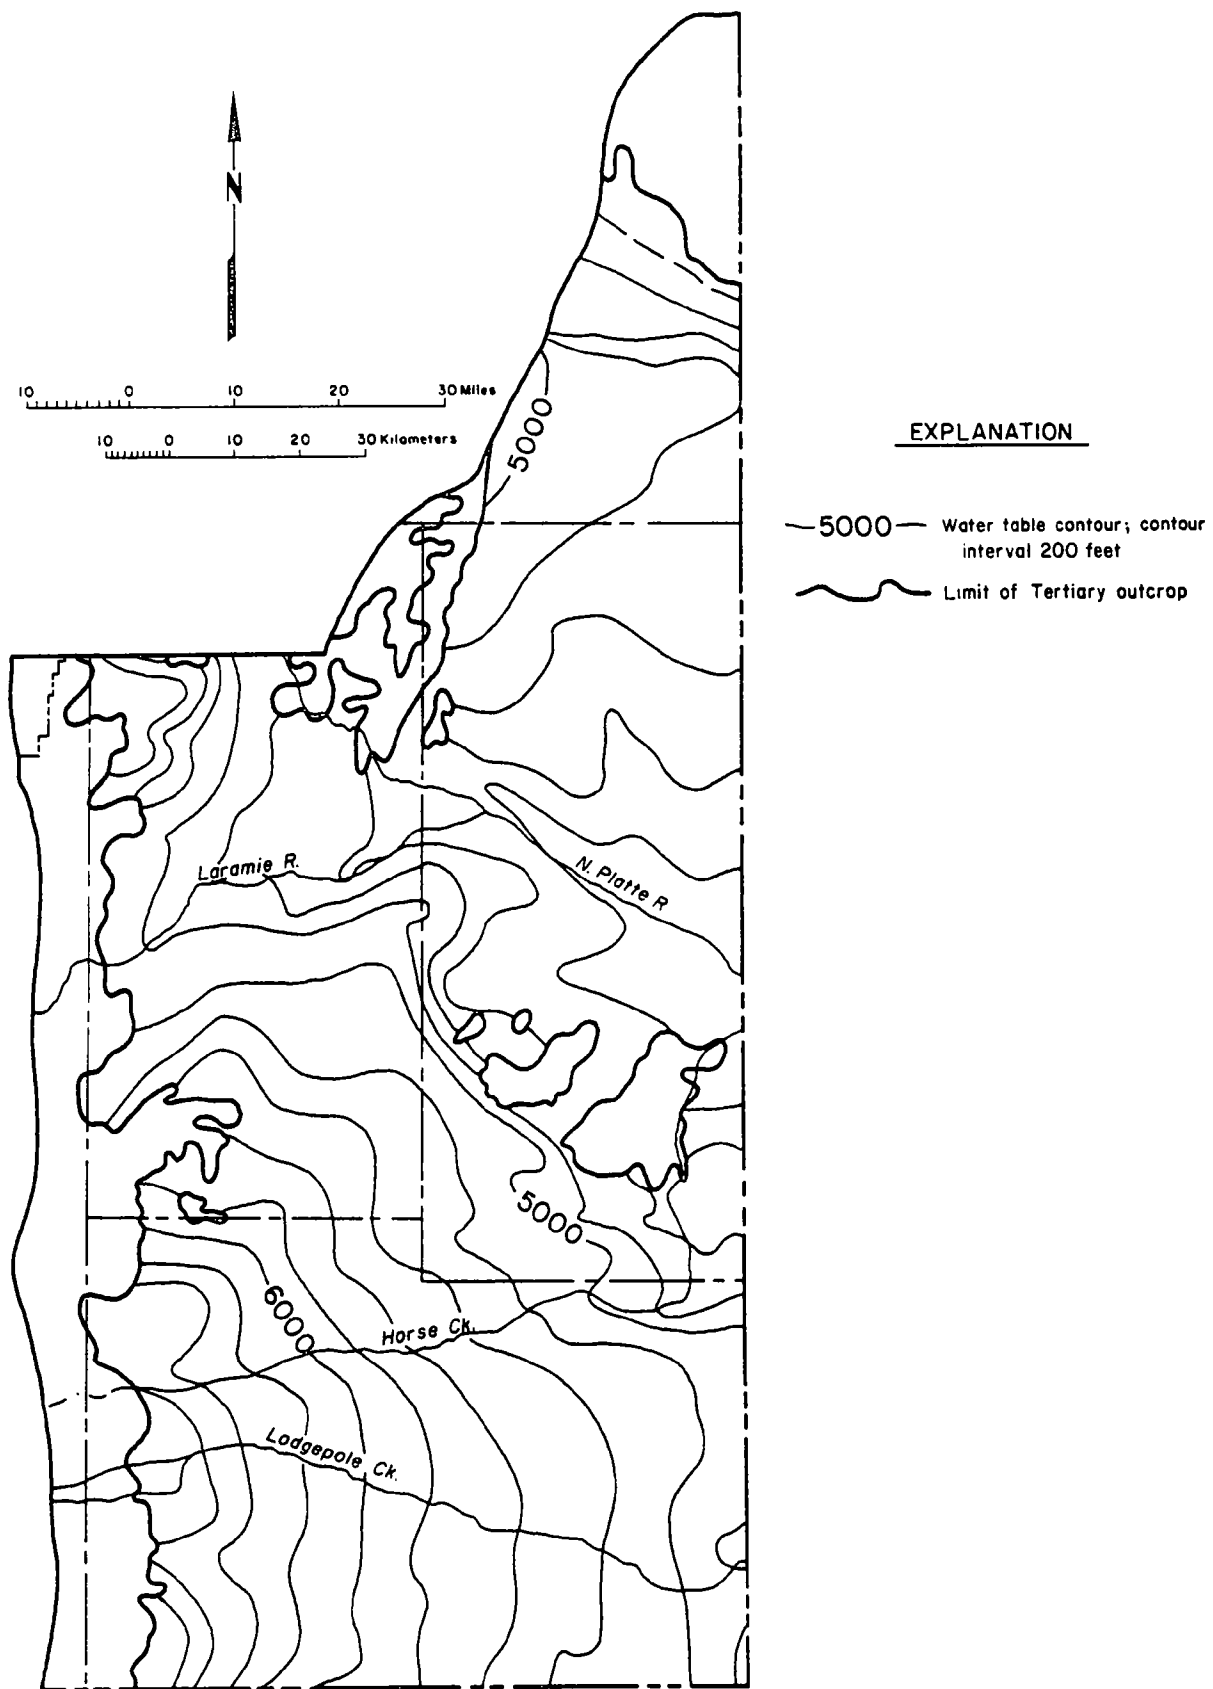 N
10 0 10 20 30 Miles
10 0 10 20 30 Kilometers
5000
EXPLANATION
—5000— Water table contour; contour
interval 200 feet
Limit of Tertiary outcrop
Laramie R.
N. Platte R
5000
6000
Horse Ck.
Lodgepole Ck.